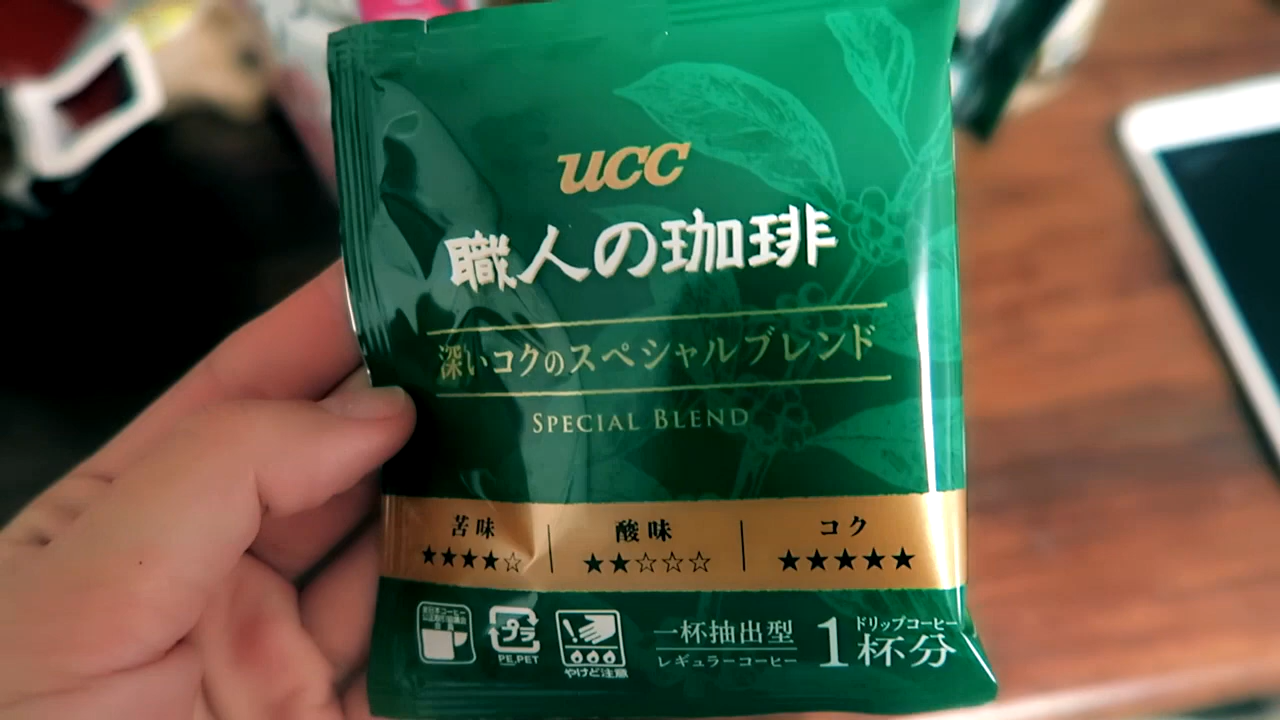 UCC
職人の珈琲
深いコクのスペシャルブレンド
SPECIAL BLEND
苦味 酸味 コク
★★★★☆ ★★☆☆☆ ★★★★★
プラ
PE,PET
やけど注意
一杯抽出型
レギュラーコーヒー
ドリップコーヒー
1杯分